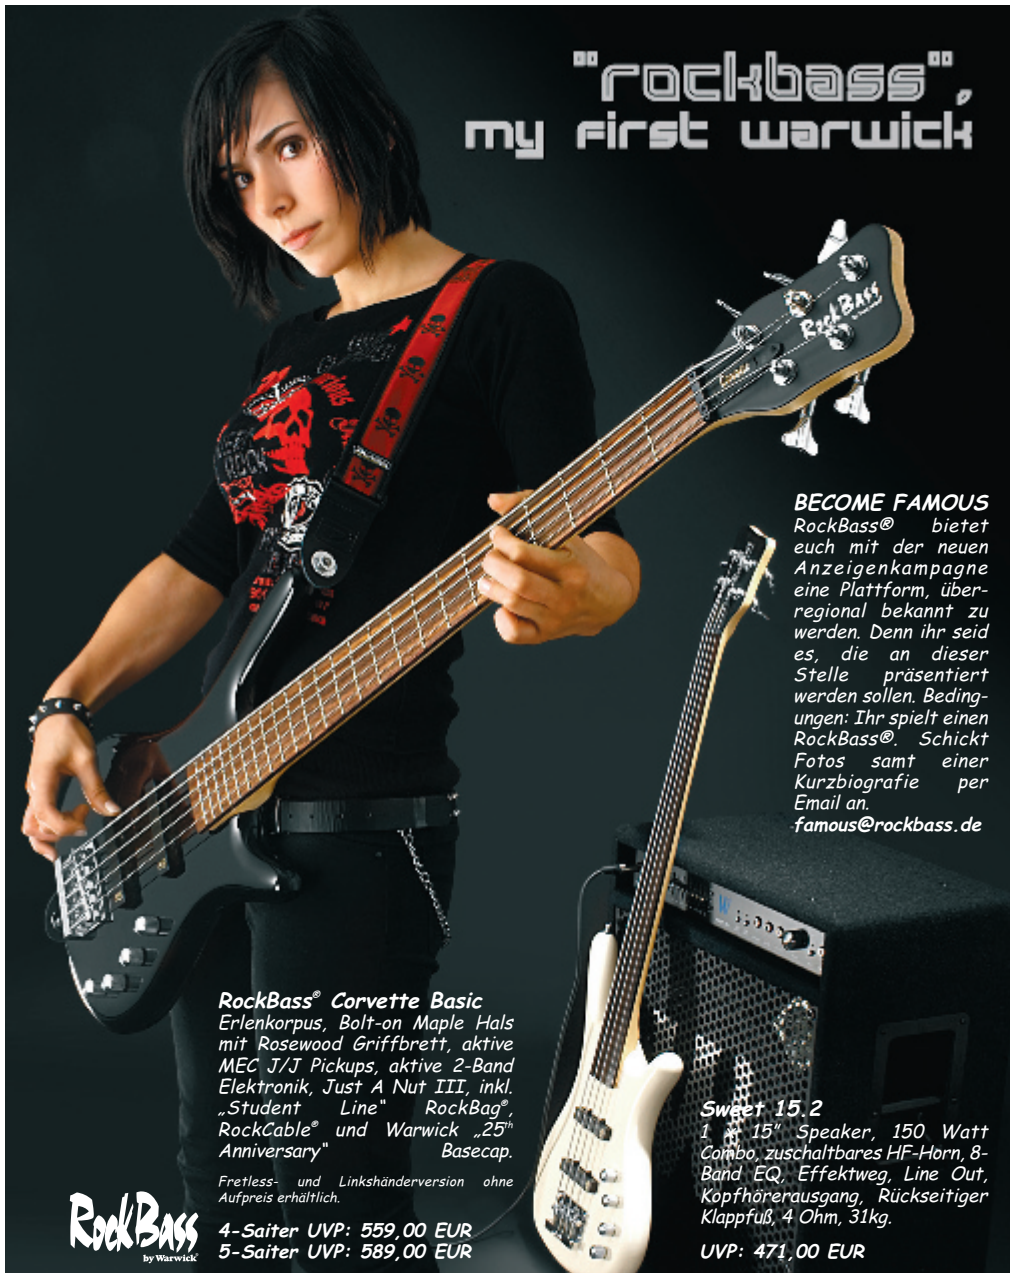 "rockbass",
my first warwick
RockBass
Corvette
BECOME FAMOUS
RockBass® bietet
euch mit der neuen
Anzeigenkampagne
eine Plattform, über-
regional bekannt zu
werden. Denn ihr seid
es, die an dieser
Stelle präsentiert
werden sollen. Beding-
ungen: Ihr spielt einen
RockBass®. Schickt
Fotos samt einer
Kurzbiografie per
Email an.
famous@rockbass.de
RockBass® Corvette Basic
Erlenkorpus, Bolt-on Maple Hals
mit Rosewood Griffbrett, aktive
MEC J/J Pickups, aktive 2-Band
Elektronik, Just A Nut III, inkl.
„Student Line“ RockBag®,
RockCable® und Warwick „25th
Anniversary“ Basecap.
Fretless- und Linkshänderversion ohne
Aufpreis erhältlich.
4-Saiter UVP: 559,00 EUR
5-Saiter UVP: 589,00 EUR
Sweet 15.2
1 x 15” Speaker, 150 Watt
Combo, zuschaltbares HF-Horn, 8-
Band EQ, Effektweg, Line Out,
Kopfhörerausgang, Rückseitiger
Klappfuß, 4 Ohm, 31kg.
UVP: 471,00 EUR
RockBass
by Warwick®